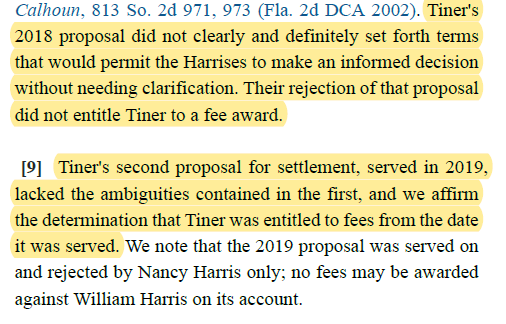 Calhoun, 813 So. 2d 971, 973 (Fla. 2d DCA 2002). Tiner's
2018 proposal did not clearly and definitely set forth terms
that would permit the Harrises to make an informed decision
without needing clarification. Their rejection of that proposal
did not entitle Tiner to a fee award.
[9] Tiner's second proposal for settlement, served in 2019,
lacked the ambiguities contained in the first, and we affirm
the determination that Tiner was entitled to fees from the date
it was served. We note that the 2019 proposal was served on
and rejected by Nancy Harris only; no fees may be awarded
against William Harris on its account.